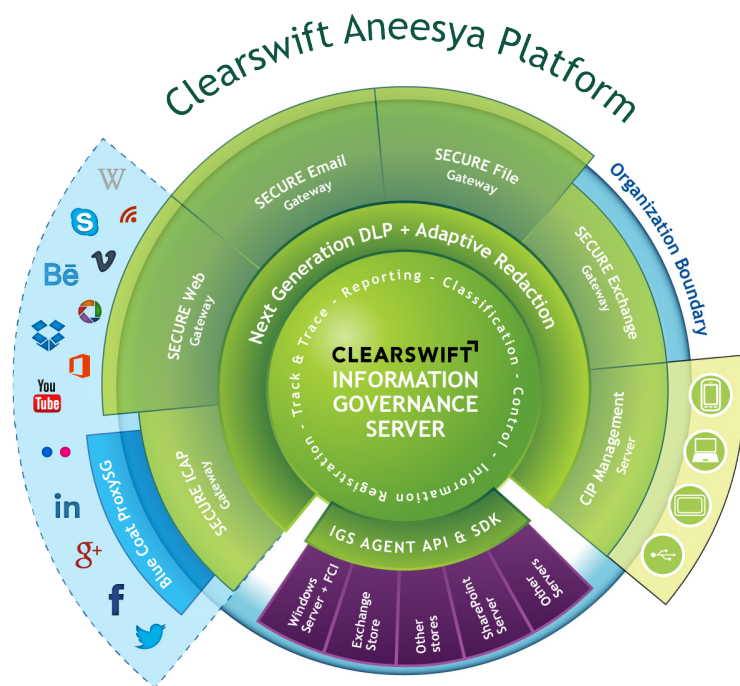 Clearswift Aneesya Platform
Organization Boundary
SECURE Email
Gateway
SECURE File
Gateway
SECURE Exchange
Gateway
CIP Management
Server
SECURE Web
Gateway
SECURE ICAP
Gateway
Blue Coat ProxySG
Next Generation DLP + Adaptive Redaction
Information Registration - Track & Trace - Reporting - Classification - Control -
CLEARSWIFT
INFORMATION
GOVERNANCE
SERVER
IGS AGENT API & SDK
Windows
Server + FCI
Exchange
Store
Other
stores
SharePoint
Server
Other
Servers
W
S
Bē
You
Tube
in
g+
f